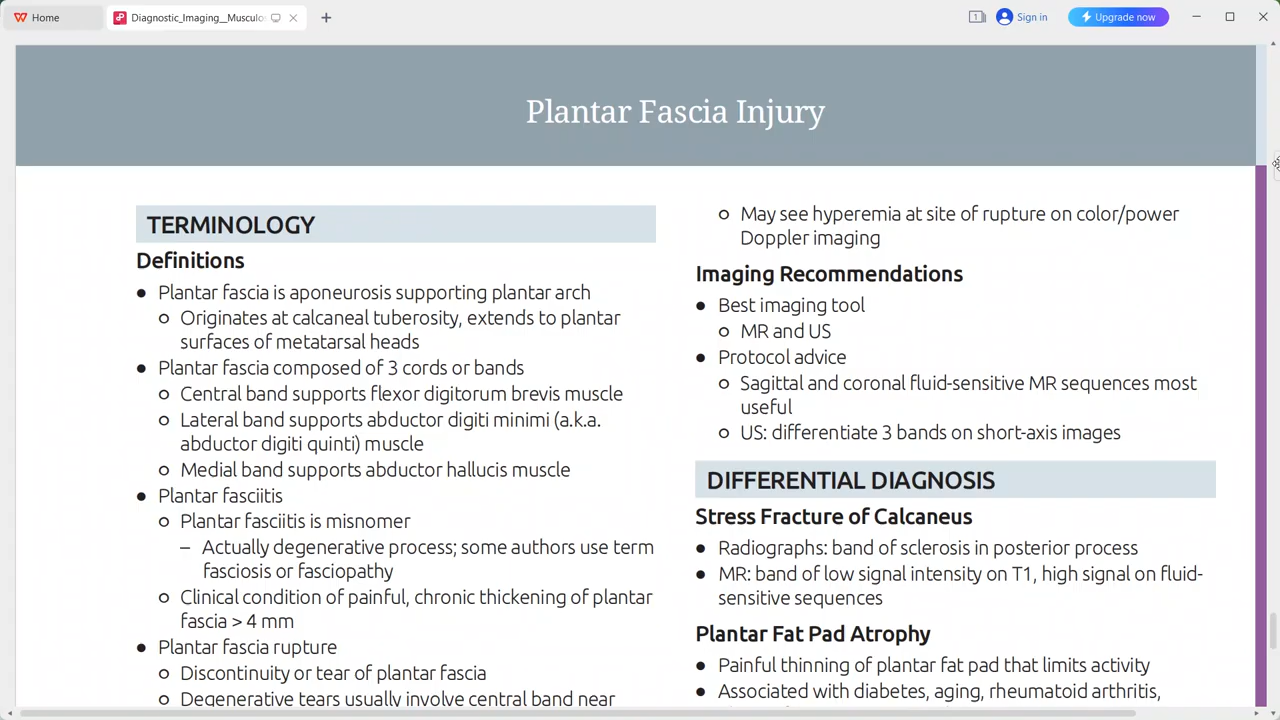 Home
Diagnostic_Imaging__Musculos
1
Sign in
Upgrade now
Plantar Fascia Injury
TERMINOLOGY
Definitions
● Plantar fascia is aponeurosis supporting plantar arch
o Originates at calcaneal tuberosity, extends to plantar
surfaces of metatarsal heads
● Plantar fascia composed of 3 cords or bands
o Central band supports flexor digitorum brevis muscle
o Lateral band supports abductor digiti minimi (a.k.a.
abductor digiti quinti) muscle
o Medial band supports abductor hallucis muscle
● Plantar fasciitis
o Plantar fasciitis is misnomer
– Actually degenerative process; some authors use term
fasciosis or fasciopathy
o Clinical condition of painful, chronic thickening of plantar
fascia > 4 mm
● Plantar fascia rupture
o Discontinuity or tear of plantar fascia
o Degenerative tears usually involve central band near
o May see hyperemia at site of rupture on color/power
Doppler imaging
Imaging Recommendations
● Best imaging tool
o MR and US
● Protocol advice
o Sagittal and coronal fluid-sensitive MR sequences most
useful
o US: differentiate 3 bands on short-axis images
DIFFERENTIAL DIAGNOSIS
Stress Fracture of Calcaneus
● Radiographs: band of sclerosis in posterior process
● MR: band of low signal intensity on T1, high signal on fluid-
sensitive sequences
Plantar Fat Pad Atrophy
● Painful thinning of plantar fat pad that limits activity
● Associated with diabetes, aging, rheumatoid arthritis,